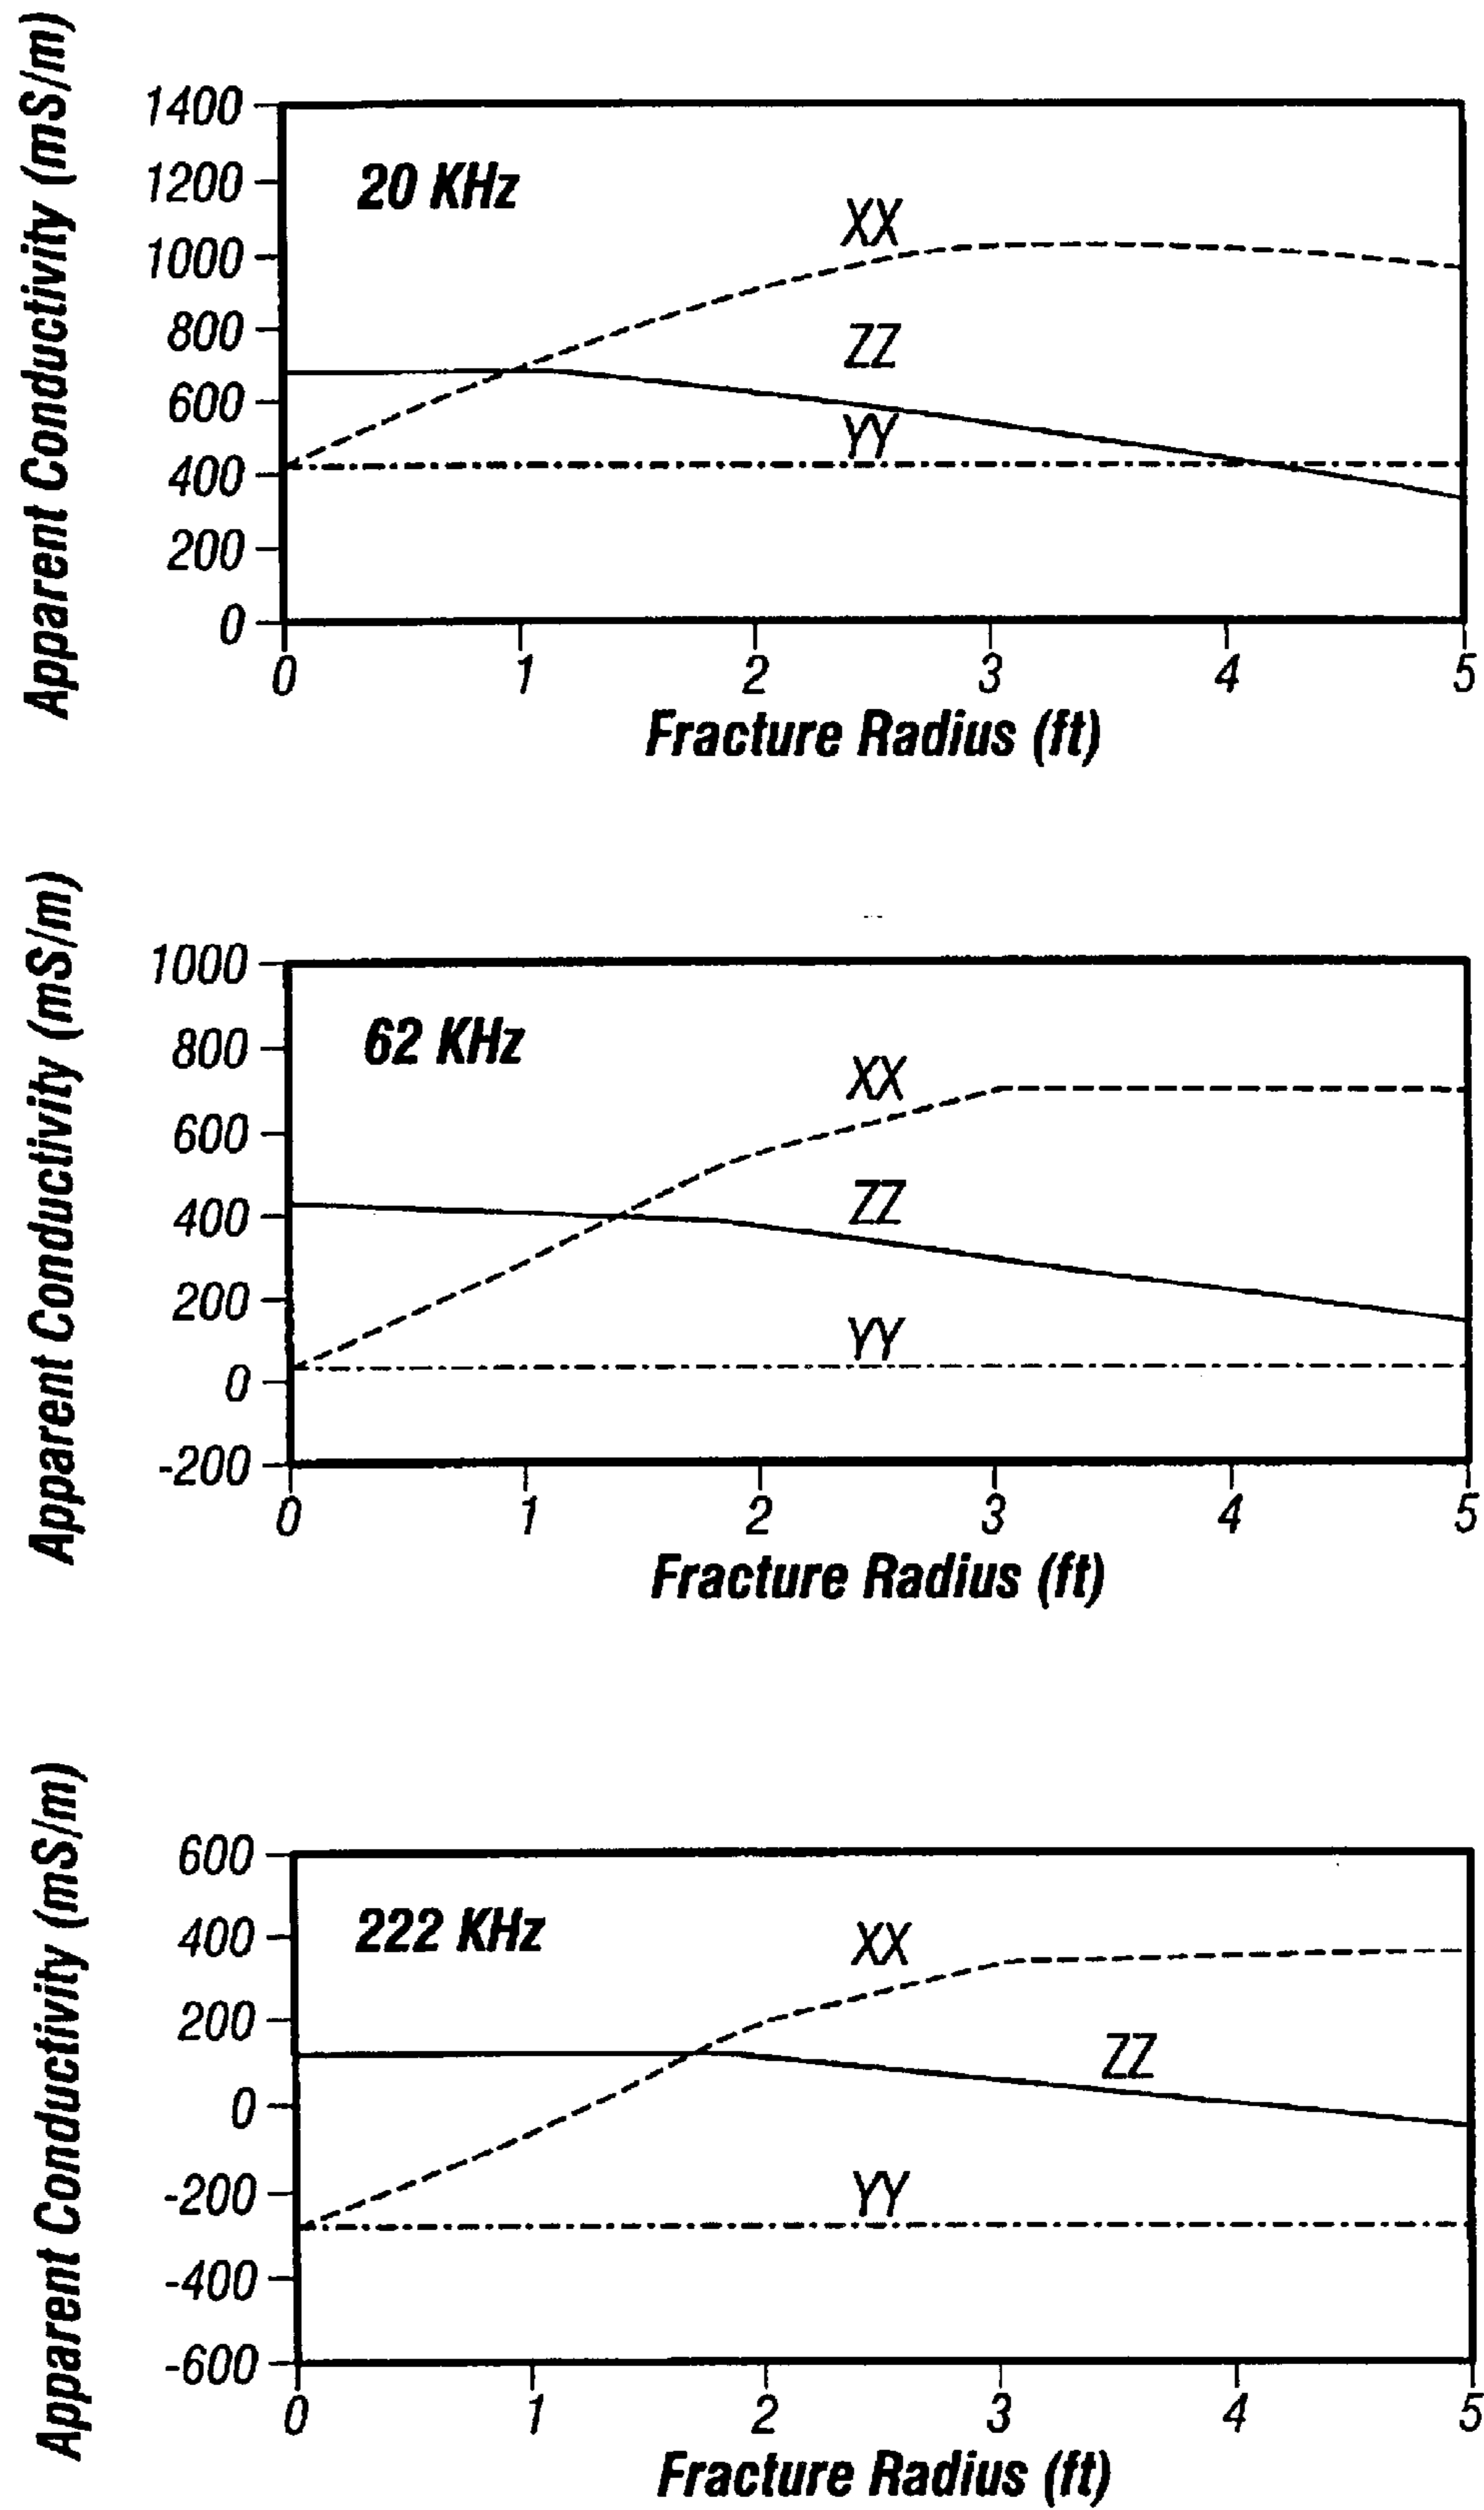 Apparent Conductivity (mS/m)
1400
1200
1000
800
600
400
200
0
20 KHz
XX
ZZ
YY
0 1 2 3 4 5
Fracture Radius (ft)
Apparent Conductivity (mS/m)
1000
800
600
400
200
0
-200
62 KHz
XX
ZZ
YY
0 1 2 3 4 5
Fracture Radius (ft)
Apparent Conductivity (mS/m)
600
400
200
0
-200
-400
-600
222 KHz
XX
ZZ
YY
0 1 2 3 4 5
Fracture Radius (ft)